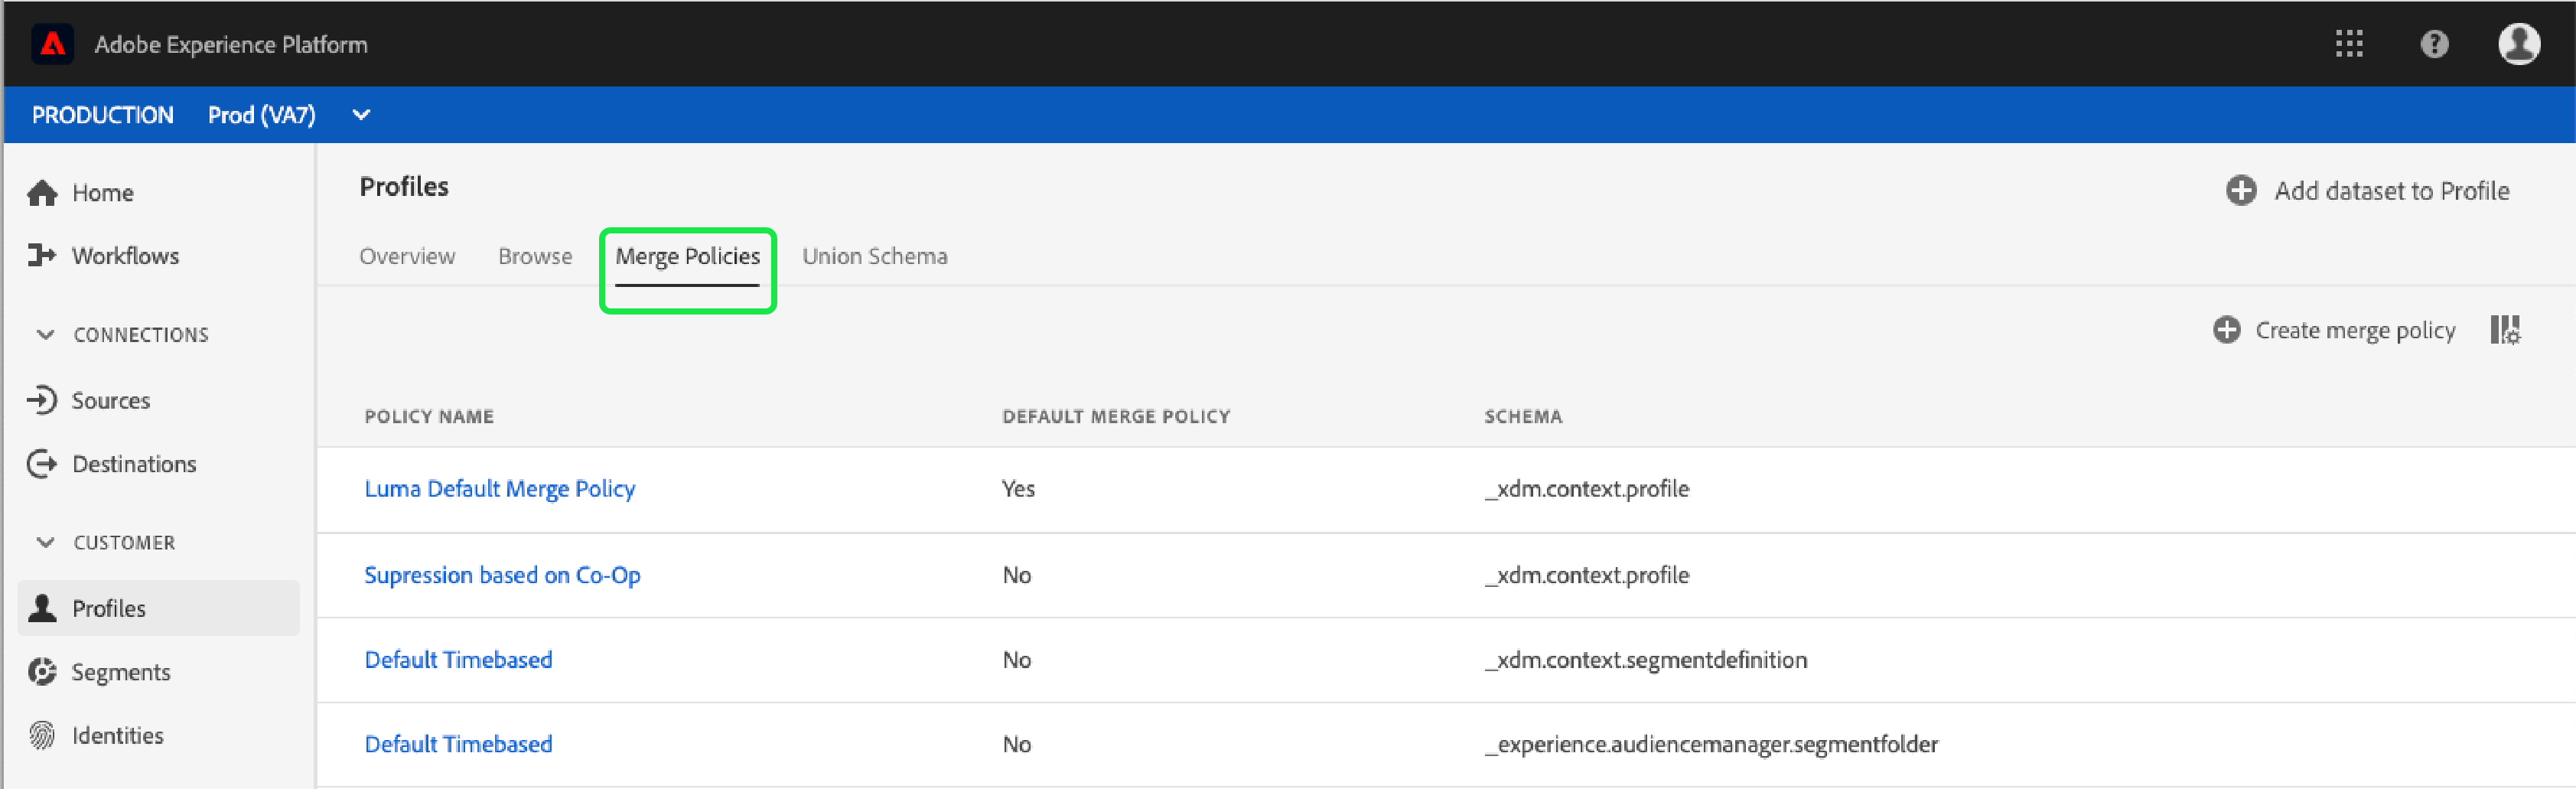 Adobe Experience Platform
PRODUCTION Prod (VA7)
Home
Workflows
CONNECTIONS
Sources
Destinations
CUSTOMER
Profiles
Segments
Identities
Profiles
Add dataset to Profile
Overview Browse Merge Policies Union Schema
Create merge policy
POLICY NAME DEFAULT MERGE POLICY SCHEMA
Luma Default Merge Policy Yes _xdm.context.profile
Supression based on Co-Op No _xdm.context.profile
Default Timebased No _xdm.context.segmentdefinition
Default Timebased No _experience.audiencemanager.segmentfolder